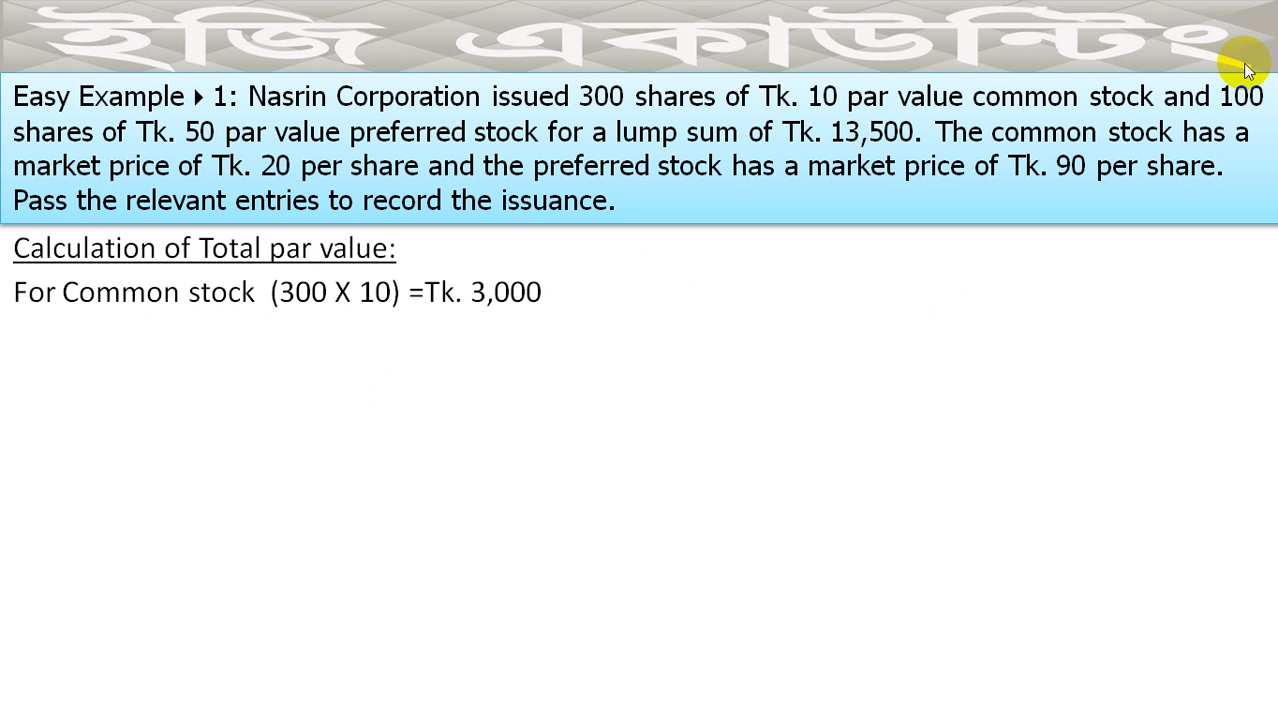 ইজি একাউন্টিং
Easy Example ▸ 1: Nasrin Corporation issued 300 shares of Tk. 10 par value common stock and 100
shares of Tk. 50 par value preferred stock for a lump sum of Tk. 13,500. The common stock has a
market price of Tk. 20 per share and the preferred stock has a market price of Tk. 90 per share.
Pass the relevant entries to record the issuance.
Calculation of Total par value:
For Common stock (300 X 10) =Tk. 3,000